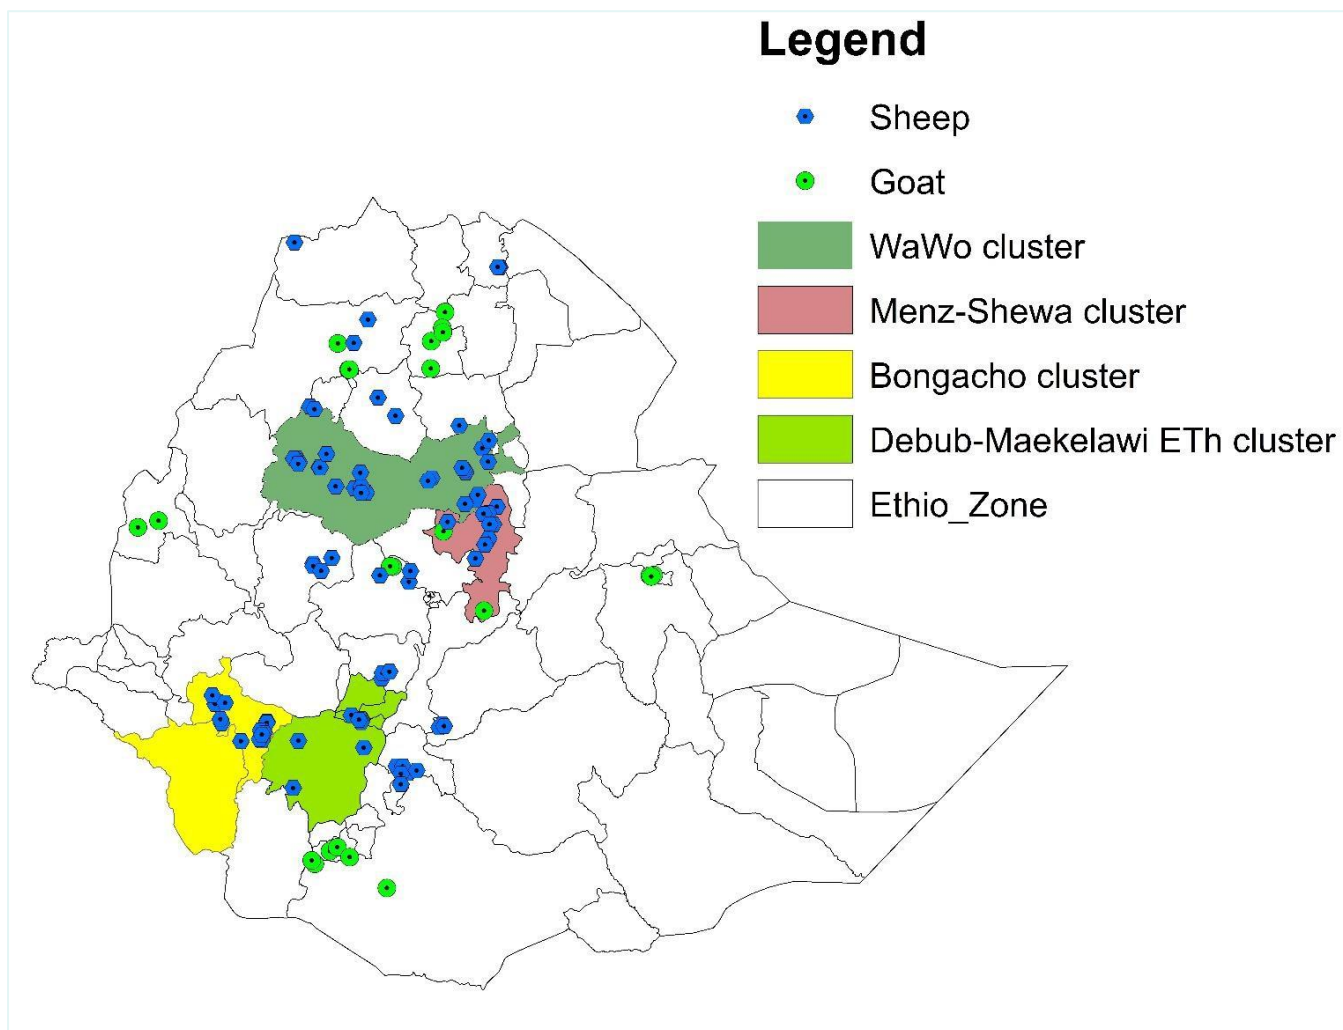 Legend
Sheep
Goat
WaWo cluster
Menz-Shewa cluster
Bongacho cluster
Debub-Maekelawi ETh cluster
Ethio_Zone